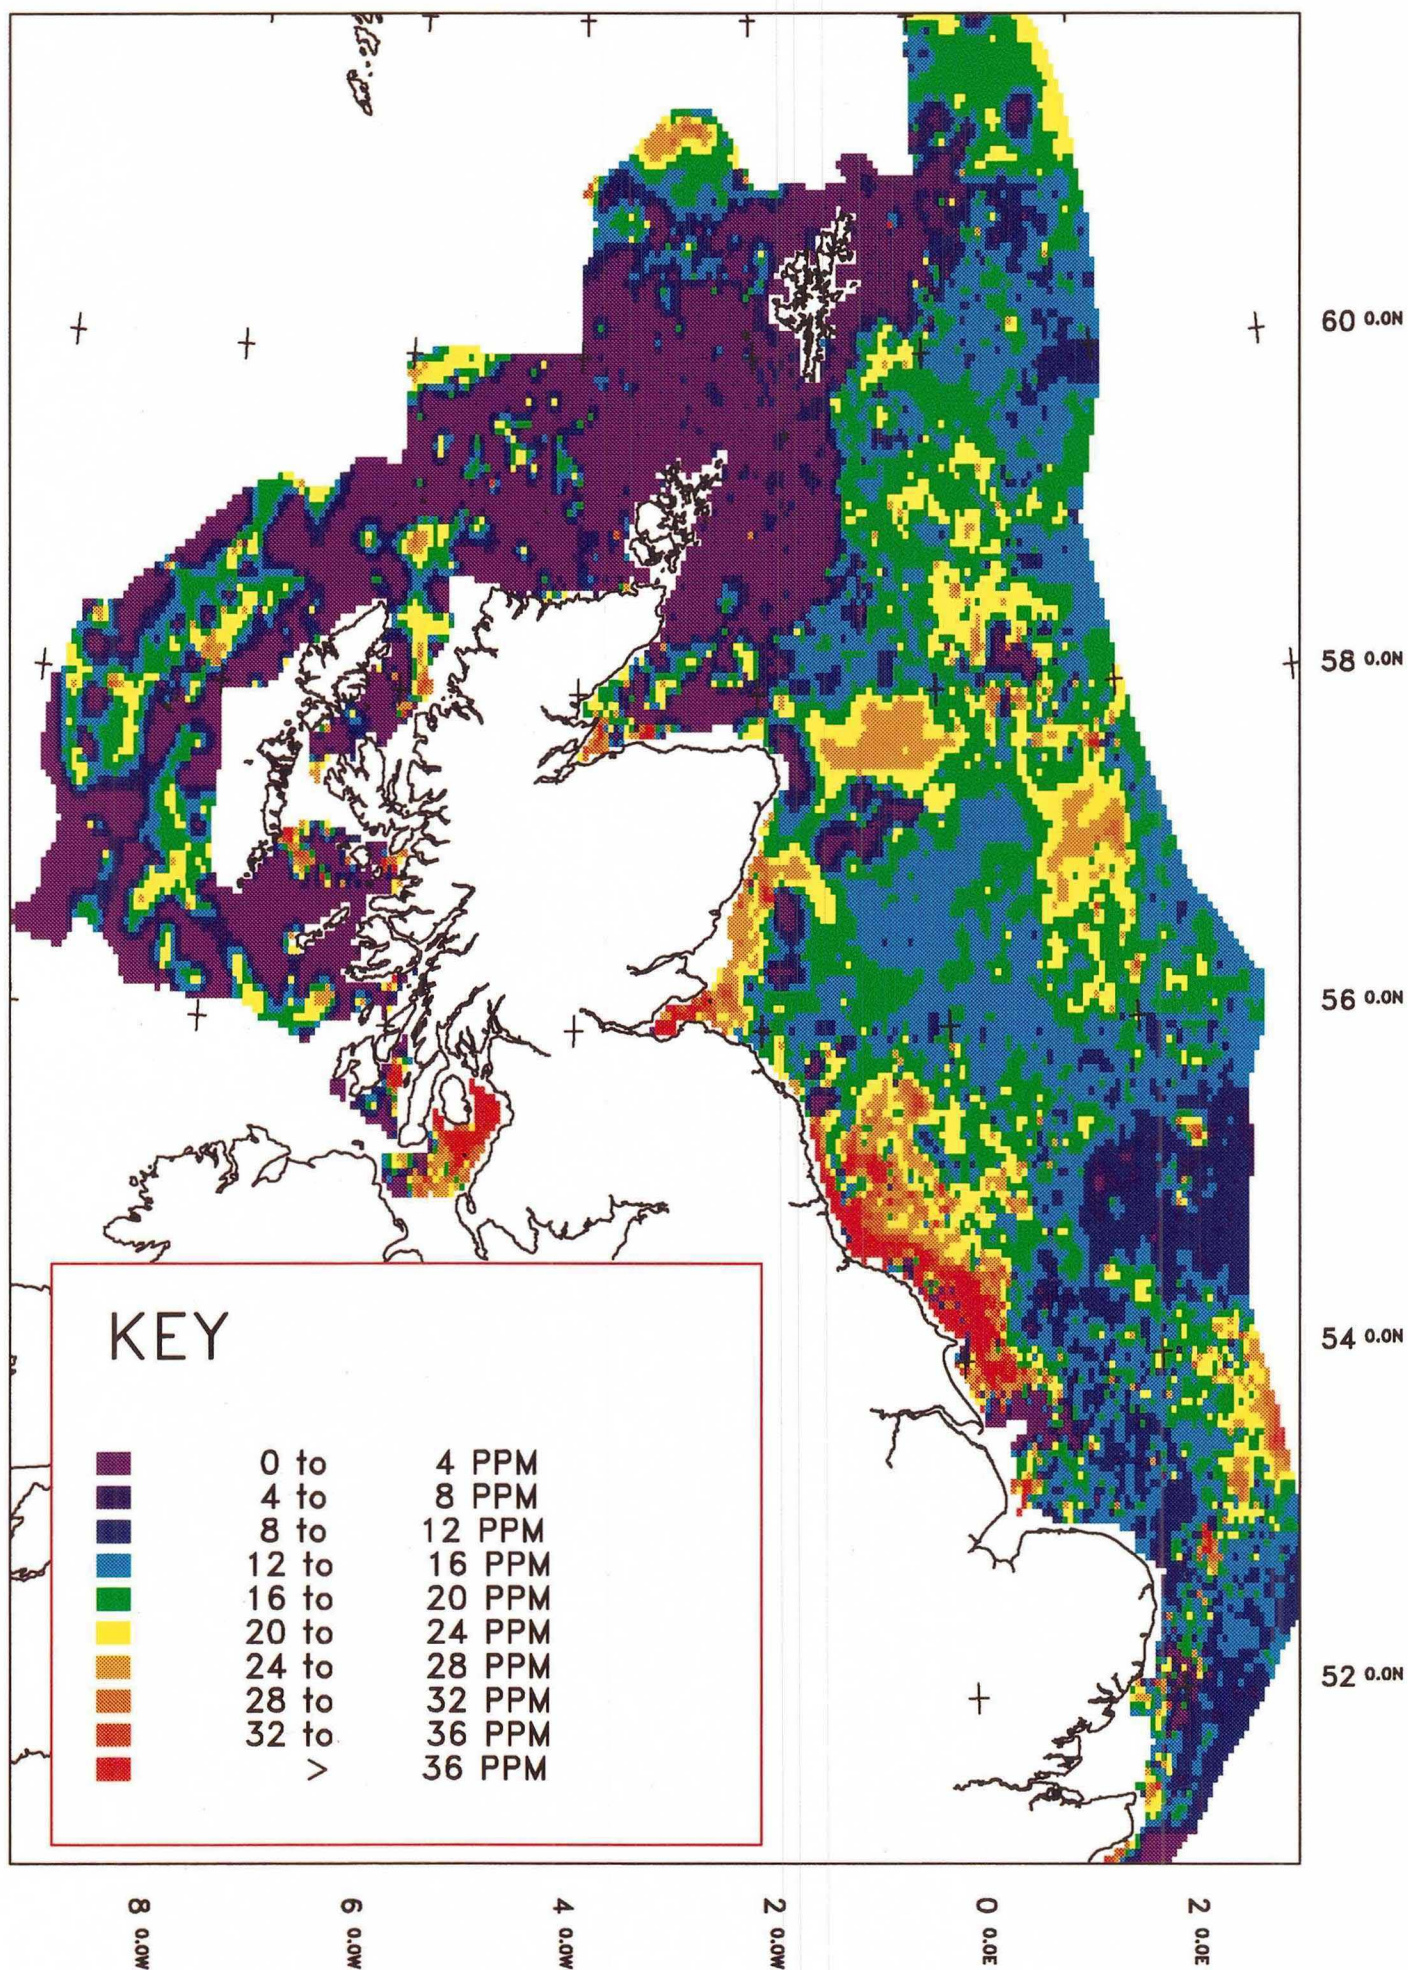 60 0.0N
58 0.0N
56 0.0N
54 0.0N
KEY
0 to 4 PPM
4 to 8 PPM
8 to 12 PPM
12 to 16 PPM
16 to 20 PPM
20 to 24 PPM
24 to 28 PPM
28 to 32 PPM
32 to 36 PPM
> 36 PPM
52 0.0N
8 0.0W
6 0.0W
4 0.0W
2 0.0W
0 0.0E
2 0.0E